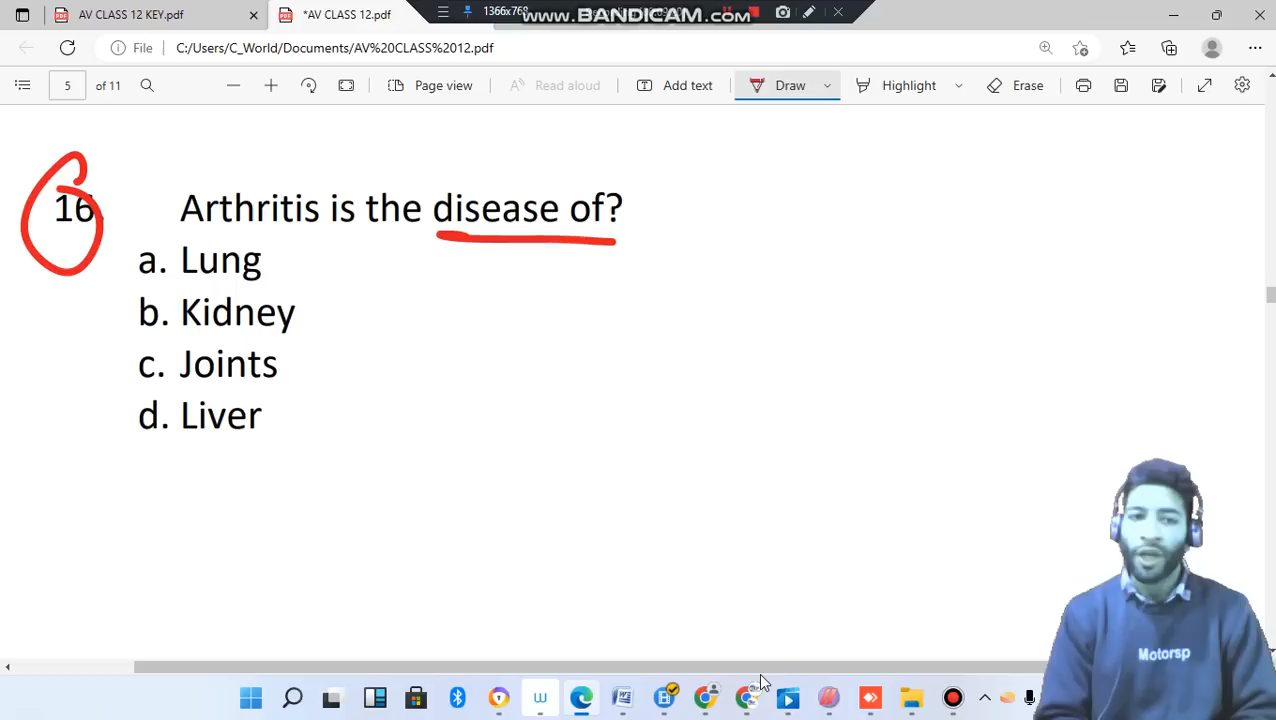 AV CLASS 12 KEY.pdf
*AV CLASS 12.pdf
1366x768
www.BANDICAM.com
File
C:/Users/C_World/Documents/AV%20CLASS%2012.pdf
5 of 11
Page view
Read aloud
Add text
Draw
Highlight
Erase
16. Arthritis is the disease of?
a. Lung
b. Kidney
c. Joints
d. Liver
Motorsp